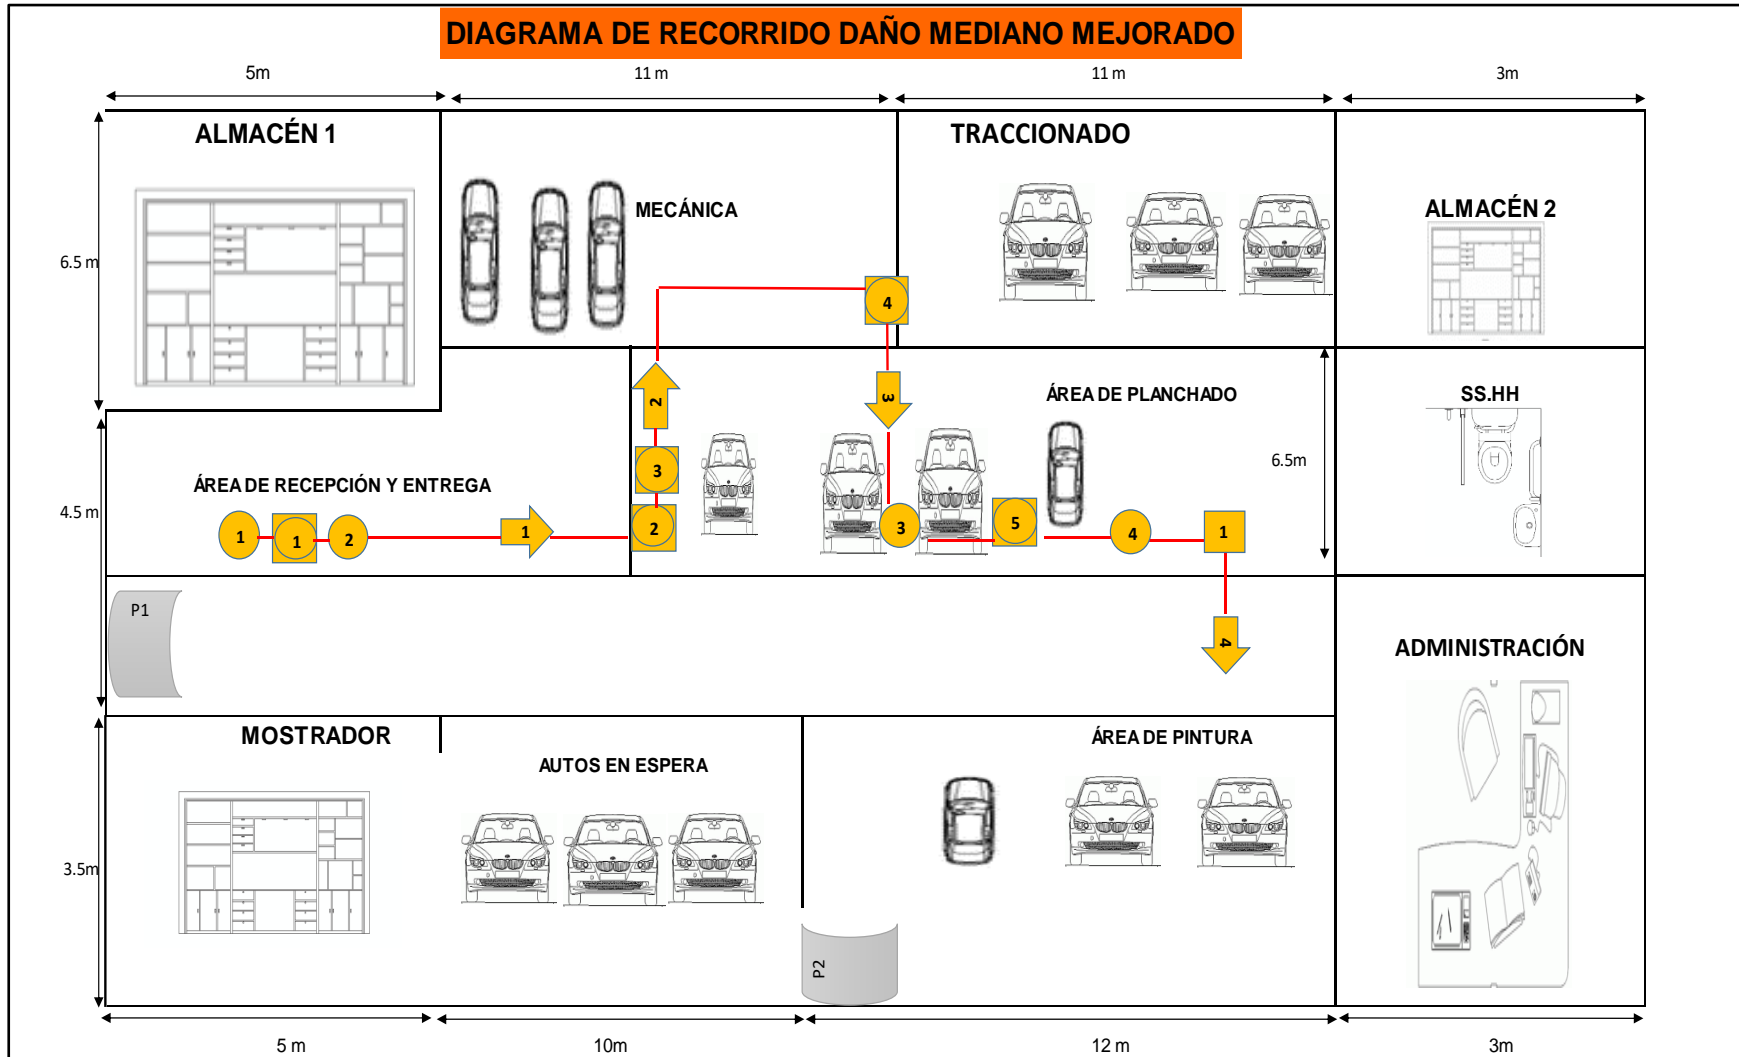 DIAGRAMA DE RECORRIDO DAÑO MEDIANO MEJORADO
5m
11 m
11 m
3m
ALMACÉN 1
TRACCIONADO
MECÁNICA
ALMACÉN 2
6.5 m
4
2
3
ÁREA DE PLANCHADO
SS.HH
3
6.5m
ÁREA DE RECEPCIÓN Y ENTREGA
4.5 m
1
1
2
1
2
3
5
4
1
P1
4
ADMINISTRACIÓN
MOSTRADOR
ÁREA DE PINTURA
AUTOS EN ESPERA
3.5m
P2
5 m
10m
12 m
3m